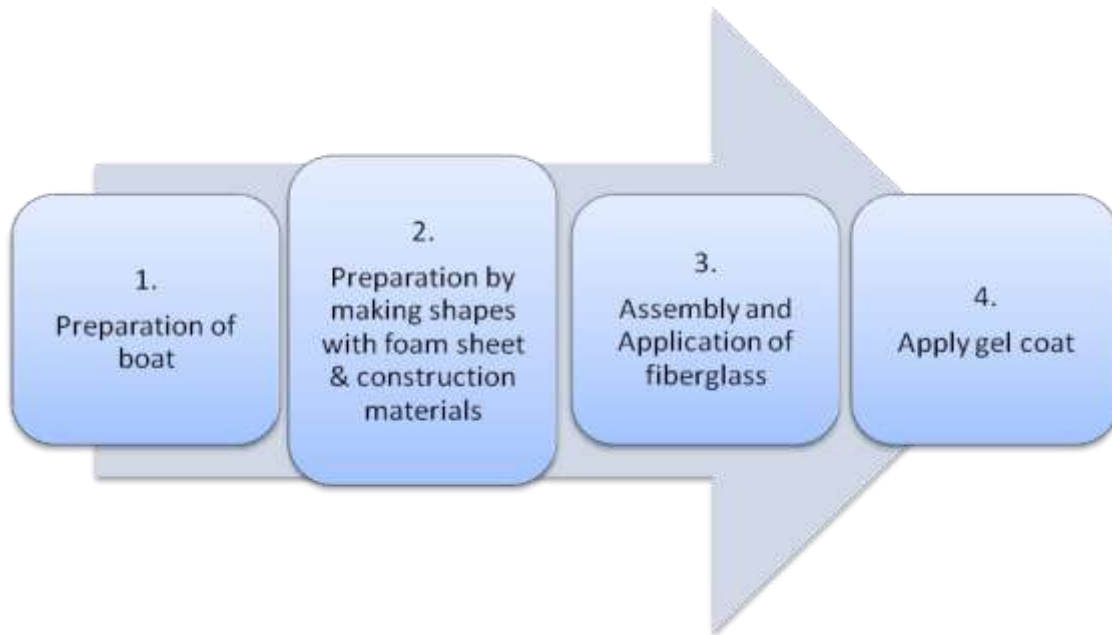 1.
Preparation of
boat
2.
Preparation by
making shapes
with foam sheet
& construction
materials
3.
Assembly and
Application of
fiberglass
4.
Apply gel coat